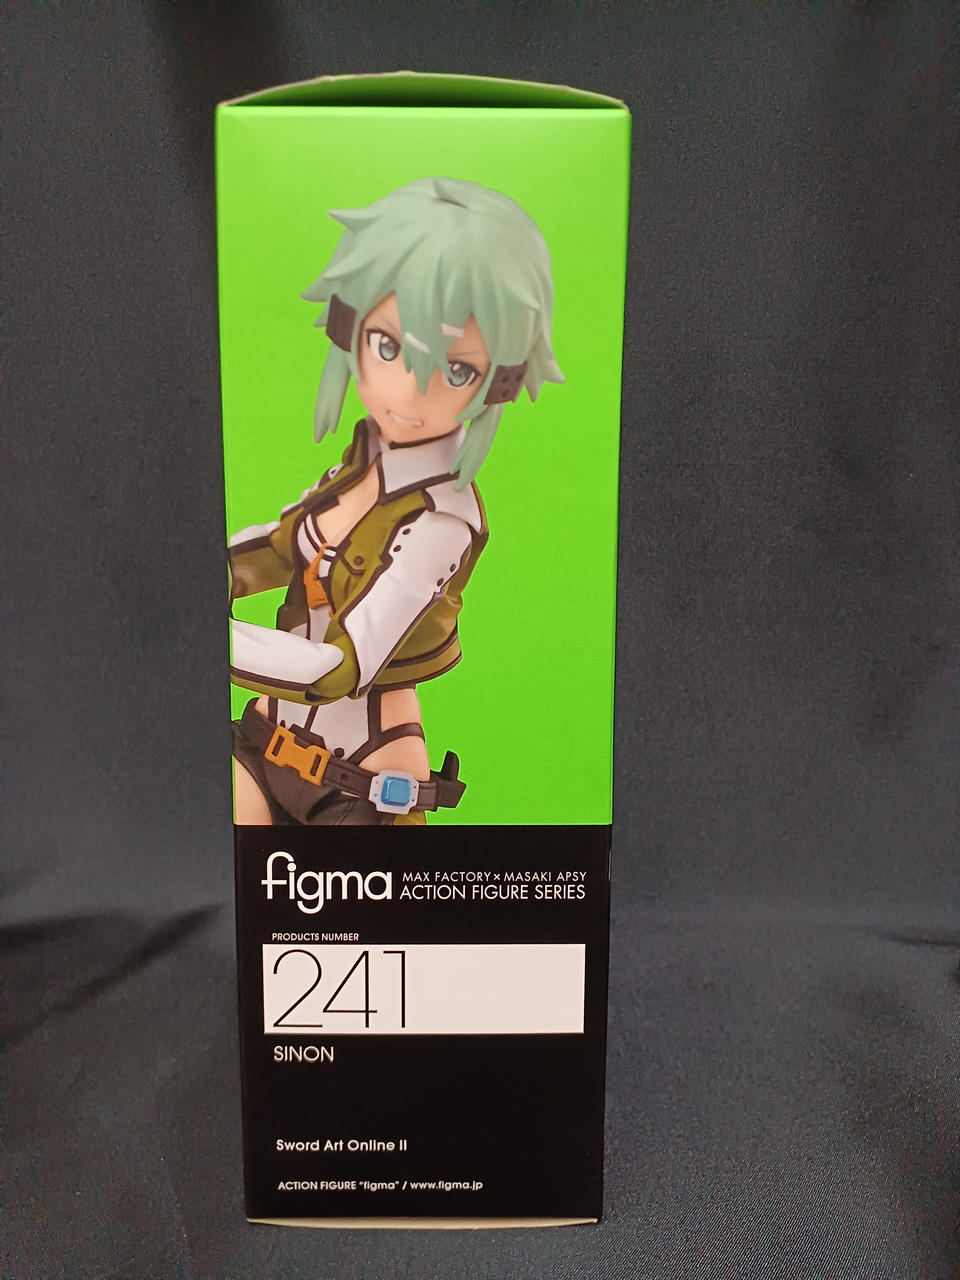 figma MAX FACTORY × MASAKI APSY
ACTION FIGURE SERIES
PRODUCTS NUMBER
241
SINON
Sword Art Online II
ACTION FIGURE "figma" / www.figma.jp